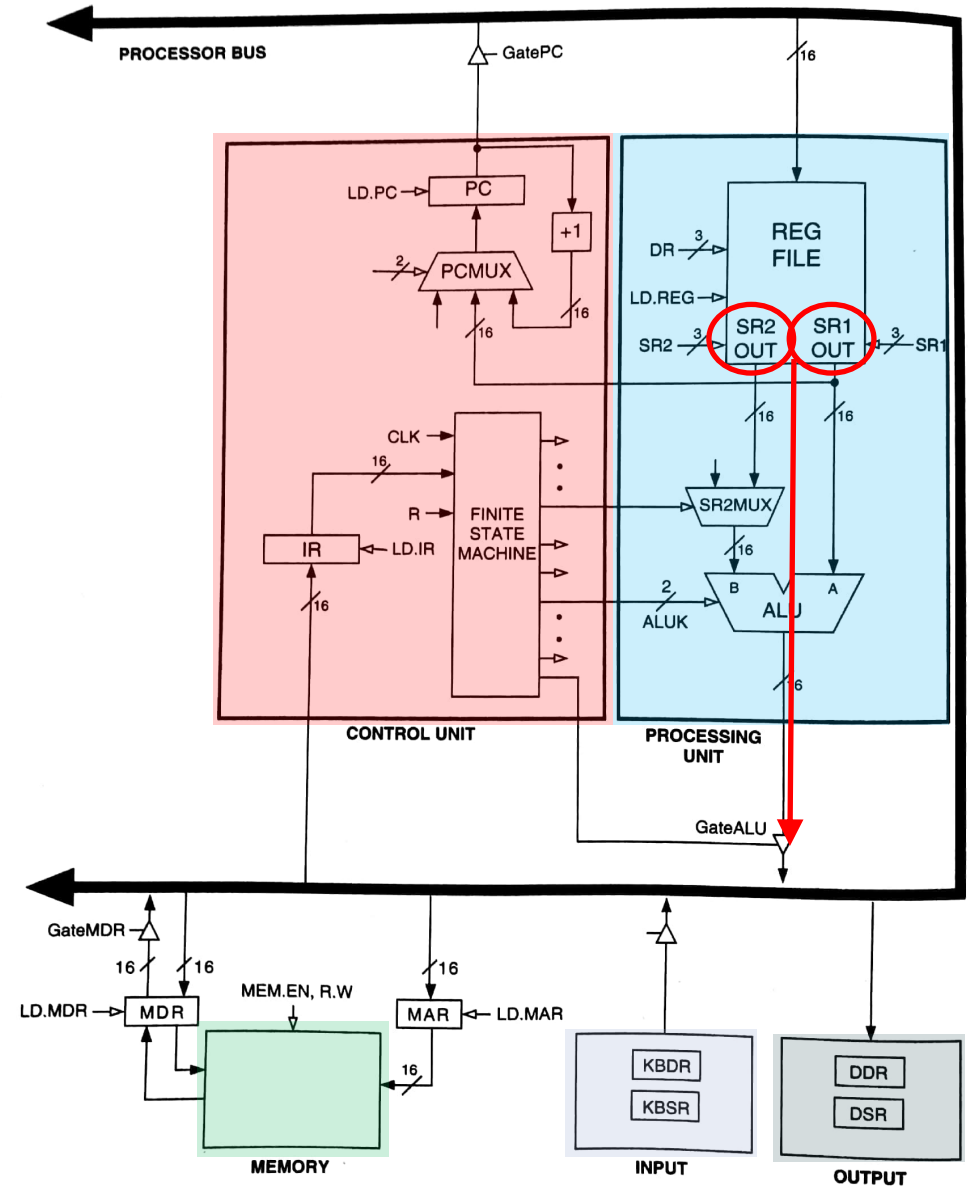 PROCESSOR BUS
GatePC
16
LD.PC
PC
+1
2
PCMUX
16
16
REG
FILE
DR
3
LD.REG
SR2
3
SR2
OUT
SR1
OUT
3
SR1
16
16
CLK
16
R
FINITE
STATE
MACHINE
IR
LD.IR
16
SR2MUX
16
B
A
ALU
2
ALUK
16
CONTROL UNIT
PROCESSING
UNIT
GateALU
GateMDR
16
16
16
LD.MDR
MDR
MEM.EN, R.W
MAR
LD.MAR
16
MEMORY
KBDR
KBSR
INPUT
DDR
DSR
OUTPUT